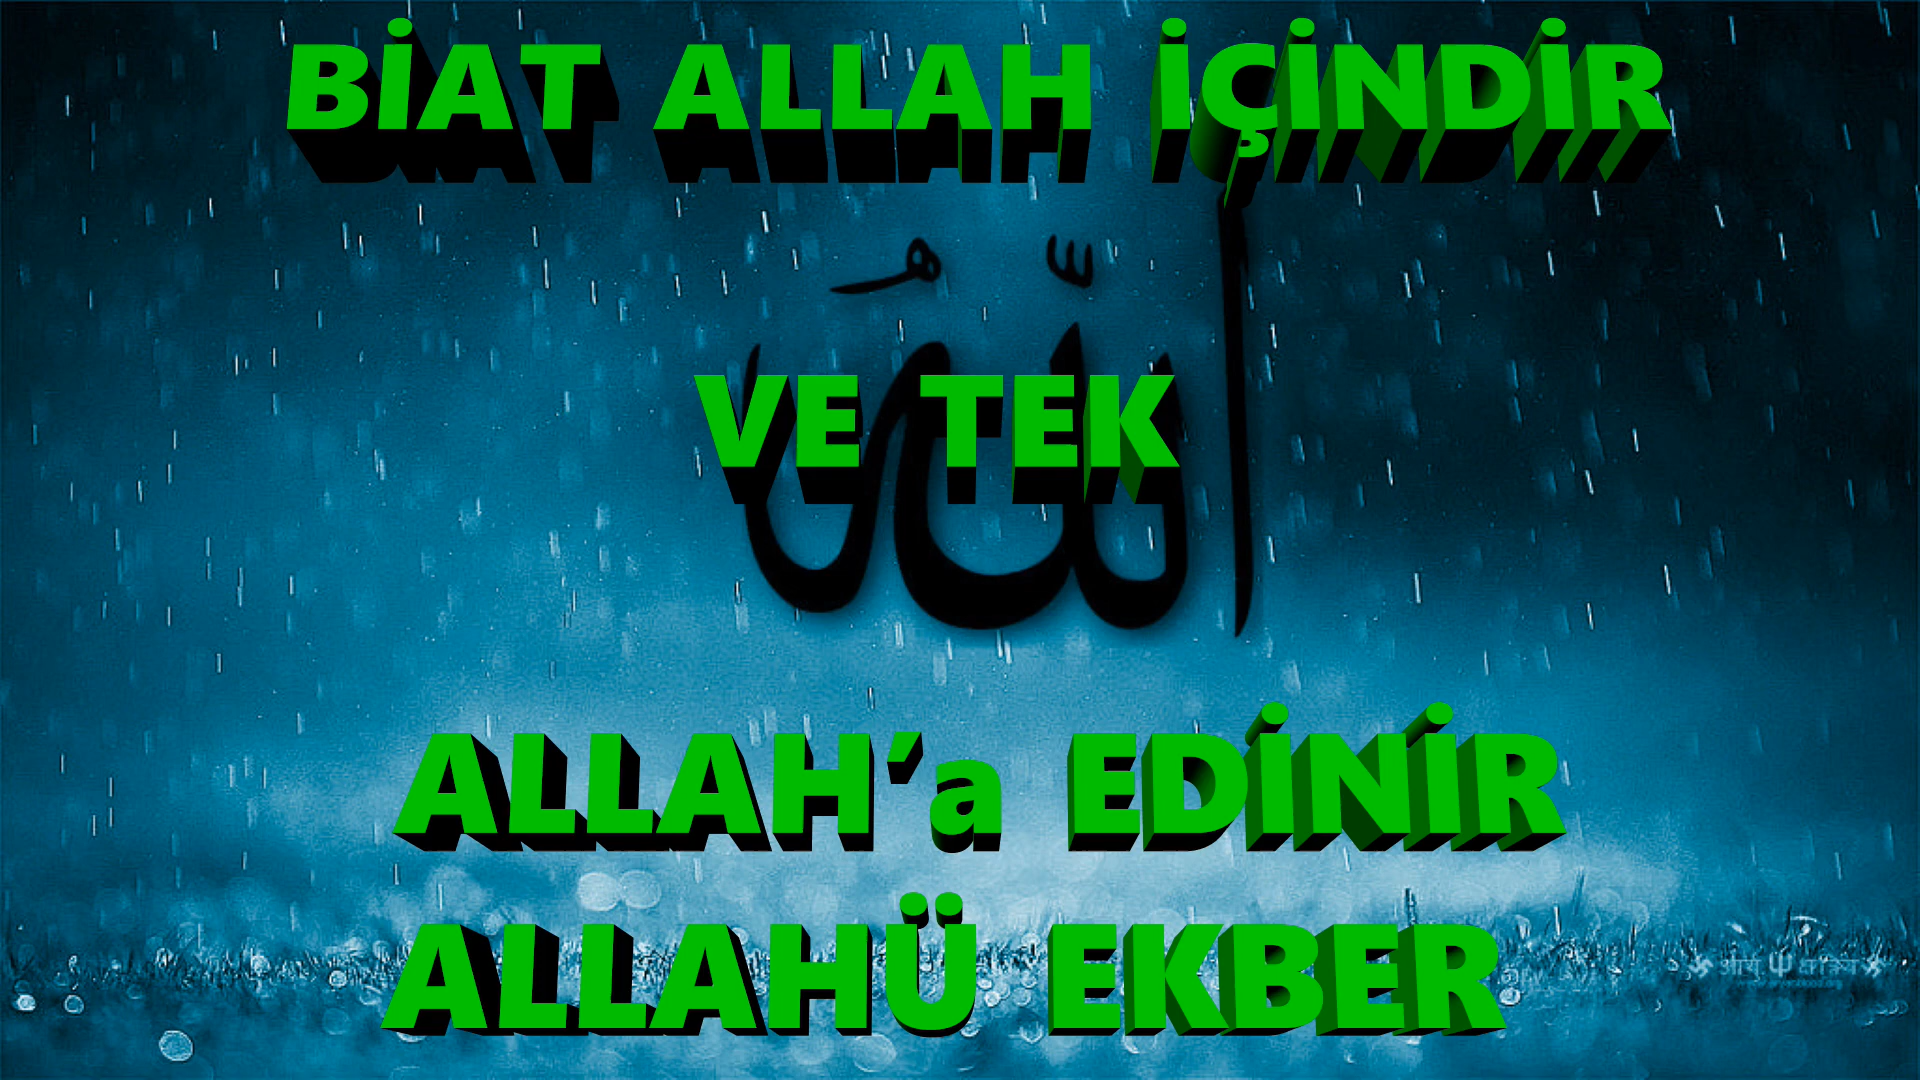 BİAT ALLAH İÇİNDİR
الله
VE TEK
ALLAH'a EDİNİR
ALLAHÜ EKBER